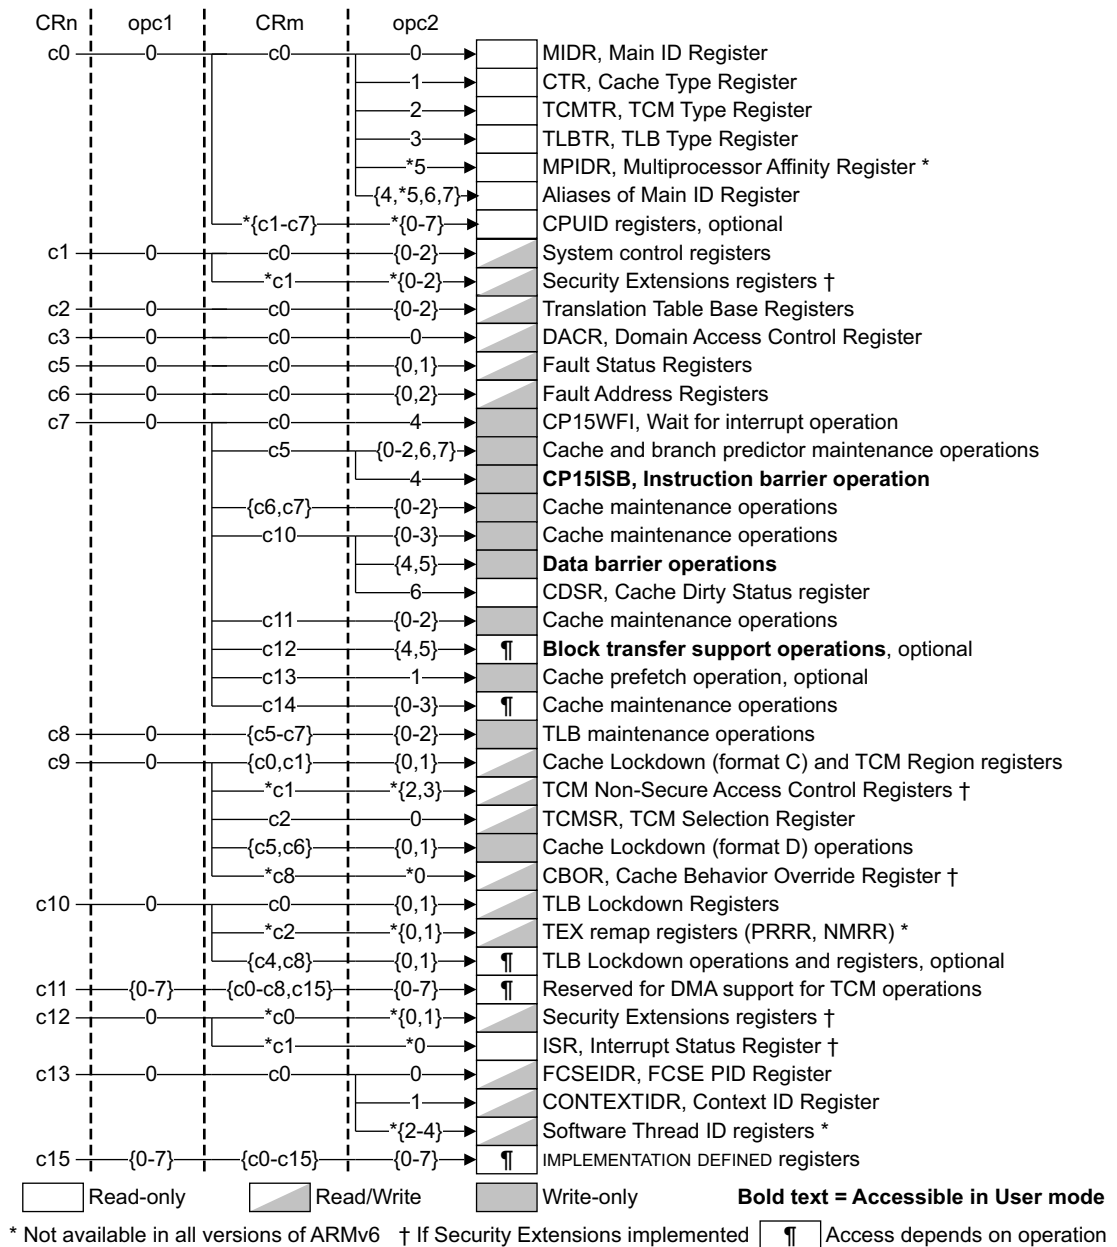 CRn opc1 CRm opc2
c0 0 c0 0 MIDR, Main ID Register
1 CTR, Cache Type Register
2 TCMTR, TCM Type Register
3 TLBTR, TLB Type Register
*5 MPIDR, Multiprocessor Affinity Register *
{4,*5,6,7} Aliases of Main ID Register
*{c1-c7} *{0-7} CPUID registers, optional
c1 0 c0 {0-2} System control registers
*c1 *{0-2} Security Extensions registers †
c2 0 c0 {0-2} Translation Table Base Registers
c3 0 c0 0 DACR, Domain Access Control Register
c5 0 c0 {0,1} Fault Status Registers
c6 0 c0 {0,2} Fault Address Registers
c7 0 c0 4 CP15WFI, Wait for interrupt operation
c5 {0-2,6,7} Cache and branch predictor maintenance operations
4 CP15ISB, Instruction barrier operation
{c6,c7} {0-2} Cache maintenance operations
c10 {0-3} Cache maintenance operations
{4,5} Data barrier operations
6 CDSR, Cache Dirty Status register
c11 {0-2} Cache maintenance operations
c12 {4,5} ¶ Block transfer support operations, optional
c13 1 Cache prefetch operation, optional
c14 {0-3} ¶ Cache maintenance operations
c8 0 {c5-c7} {0-2} TLB maintenance operations
c9 0 {c0,c1} {0,1} Cache Lockdown (format C) and TCM Region registers
*c1 *{2,3} TCM Non-Secure Access Control Registers †
c2 0 TCMSR, TCM Selection Register
{c5,c6} {0,1} Cache Lockdown (format D) operations
*c8 *0 CBOR, Cache Behavior Override Register †
c10 0 c0 {0,1} TLB Lockdown Registers
*c2 *{0,1} TEX remap registers (PRRR, NMRR) *
{c4,c8} {0,1} ¶ TLB Lockdown operations and registers, optional
c11 {0-7} {c0-c8,c15} {0-7} ¶ Reserved for DMA support for TCM operations
c12 0 *c0 *{0,1} Security Extensions registers †
*c1 *0 ISR, Interrupt Status Register †
c13 0 c0 0 FCSEIDR, FCSE PID Register
1 CONTEXTIDR, Context ID Register
*{2-4} Software Thread ID registers *
c15 {0-7} {c0-c15} {0-7} ¶ IMPLEMENTATION DEFINED registers
Read-only Read/Write Write-only Bold text = Accessible in User mode
* Not available in all versions of ARMv6 † If Security Extensions implemented ¶ Access depends on operation